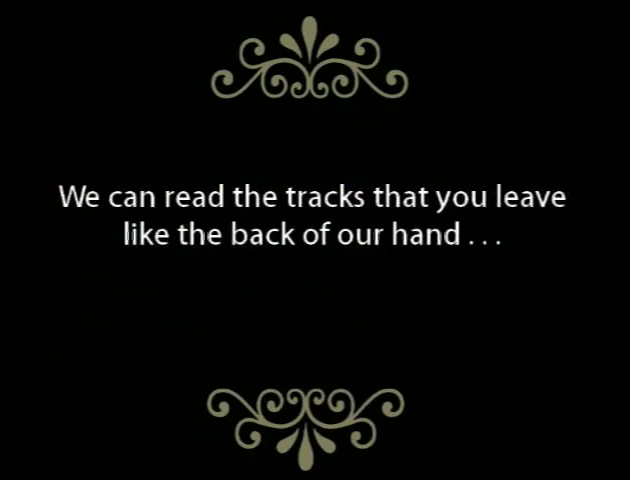 We can read the tracks that you leave
like the back of our hand . . .